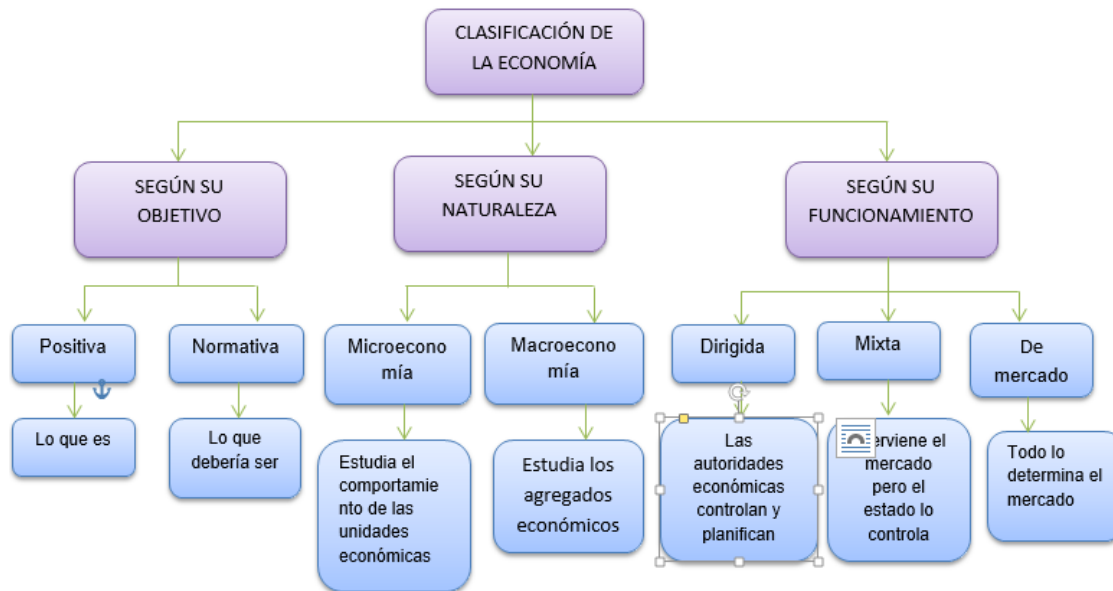 CLASIFICACIÓN DE
LA ECONOMÍA
SEGÚN SU
OBJETIVO
SEGÚN SU
NATURALEZA
SEGÚN SU
FUNCIONAMIENTO
Positiva
Normativa
Microecono
mía
Macroecono
mía
Dirigida
Mixta
De
mercado
Lo que es
Lo que
debería ser
Estudia el
comportamie
nto de las
unidades
económicas
Estudia los
agregados
económicos
Las
autoridades
económicas
controlan y
planifican
el
mercado
pero el
estado lo
controla
Todo lo
determina el
mercado